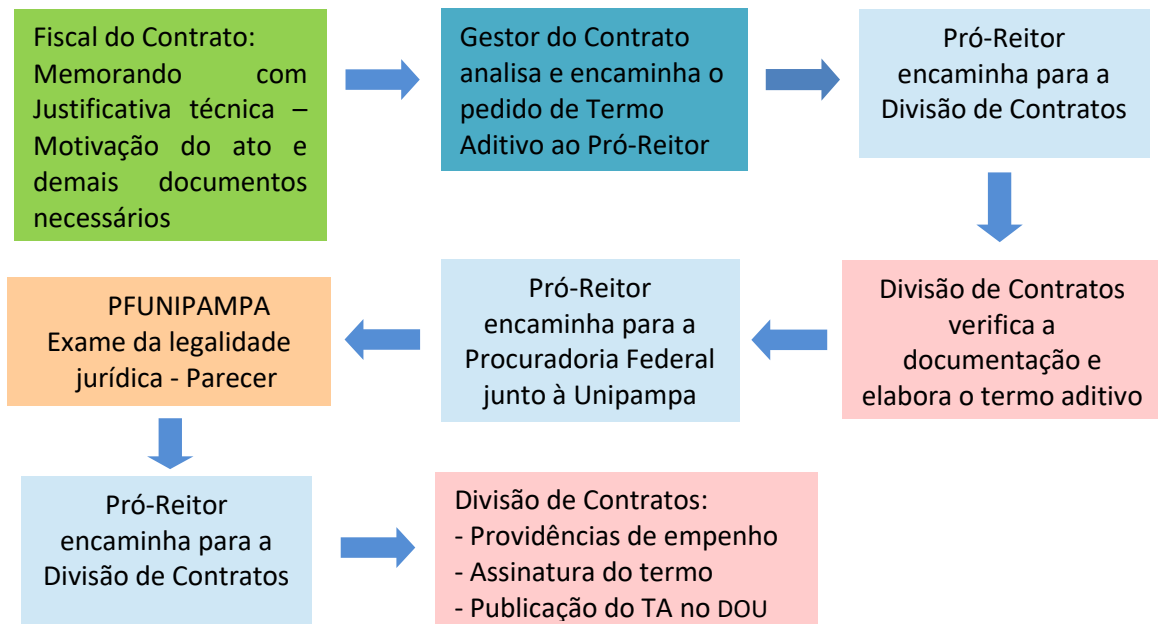 Fiscal do Contrato:
Memorando com
Justificativa técnica –
Motivação do ato e
demais documentos
necessários
Gestor do Contrato
analisa e encaminha o
pedido de Termo
Aditivo ao Pró-Reitor
Pró-Reitor
encaminha para a
Divisão de Contratos
Divisão de Contratos
verifica a
documentação e
elabora o termo aditivo
Pró-Reitor
encaminha para a
Procuradoria Federal
junto à Unipampa
PFUNIPAMPA
Exame da legalidade
jurídica - Parecer
Pró-Reitor
encaminha para a
Divisão de Contratos
Divisão de Contratos:
- Providências de empenho
- Assinatura do termo
- Publicação do TA no DOU